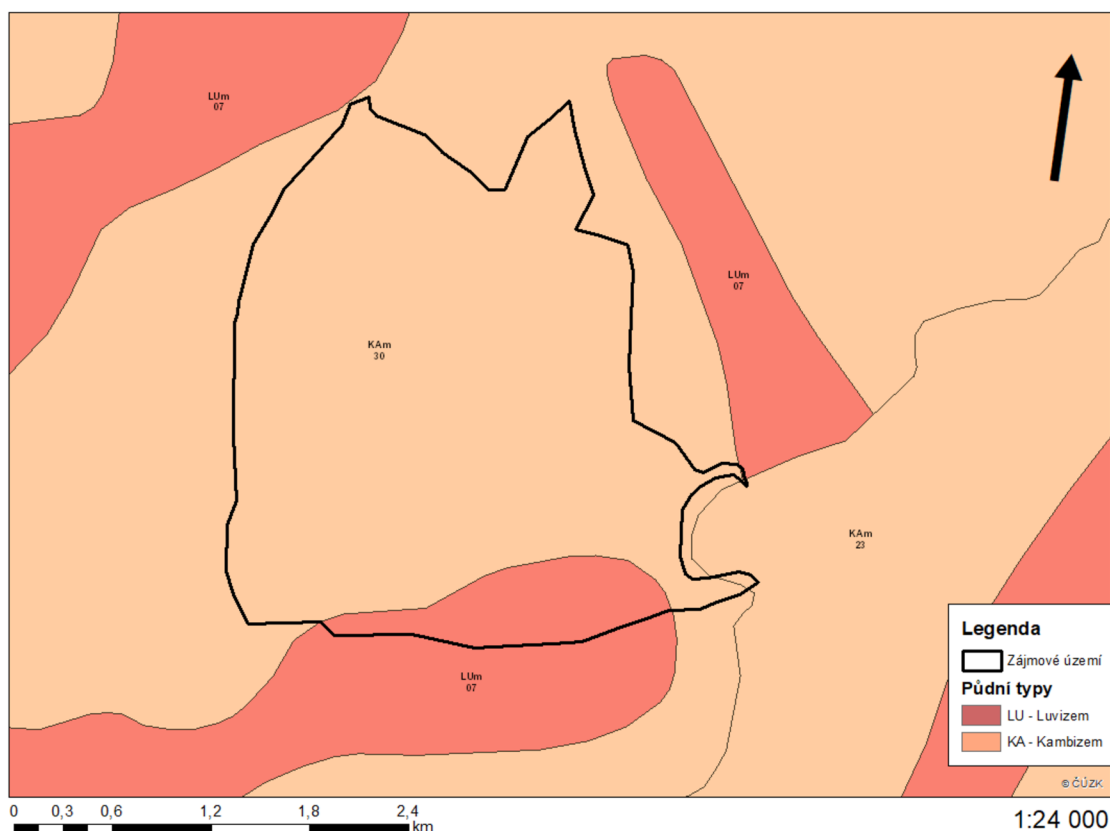 LUm
07
LUm
07
KAm
30
KAm
23
LUm
07
Legenda
Zájmové území
Půdní typy
LU - Luvizem
KA - Kambizem
© ČÚZK
0 0,3 0,6 1,2 1,8 2,4
km
1:24 000